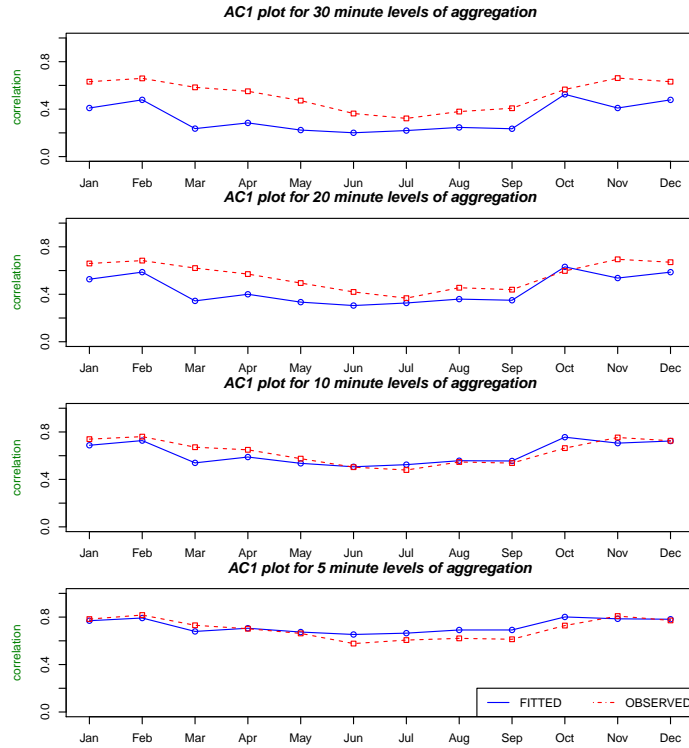 AC1 plot for 30 minute levels of aggregation
correlation
0.8
0.4
0.0
Jan Feb Mar Apr May Jun Jul Aug Sep Oct Nov Dec
AC1 plot for 20 minute levels of aggregation
correlation
0.8
0.4
0.0
Jan Feb Mar Apr May Jun Jul Aug Sep Oct Nov Dec
AC1 plot for 10 minute levels of aggregation
correlation
0.8
0.4
0.0
Jan Feb Mar Apr May Jun Jul Aug Sep Oct Nov Dec
AC1 plot for 5 minute levels of aggregation
correlation
0.8
0.4
0.0
FITTED OBSERVED
Jan Feb Mar Apr May Jun Jul Aug Sep Oct Nov Dec